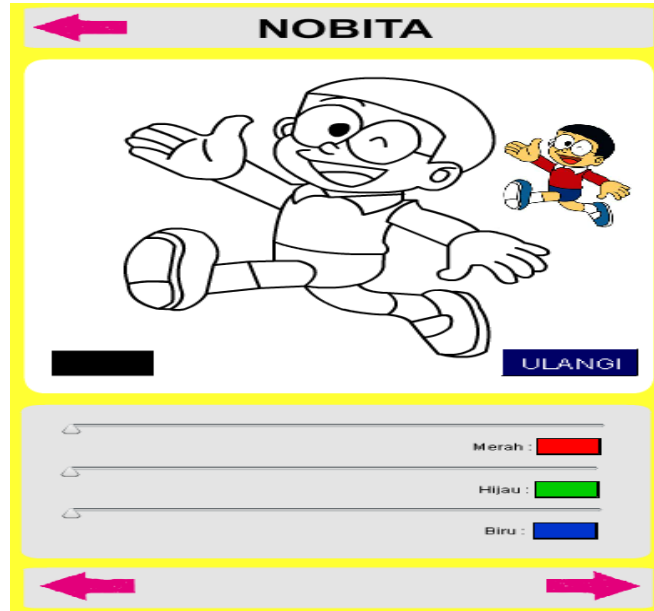 NOBITA
ULANGI
Merah :
Hijau :
Biru :